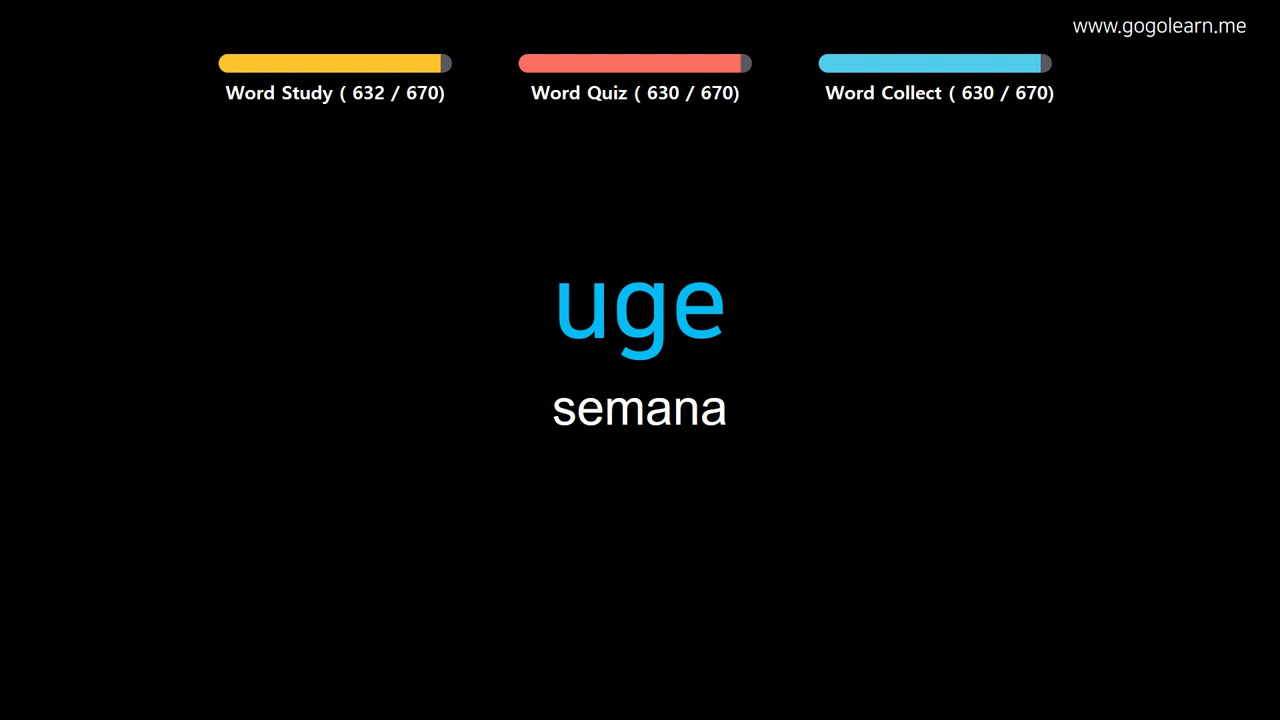 www.gogolearn.me
Word Study ( 632 / 670)
Word Quiz ( 630 / 670)
Word Collect ( 630 / 670)
uge
semana